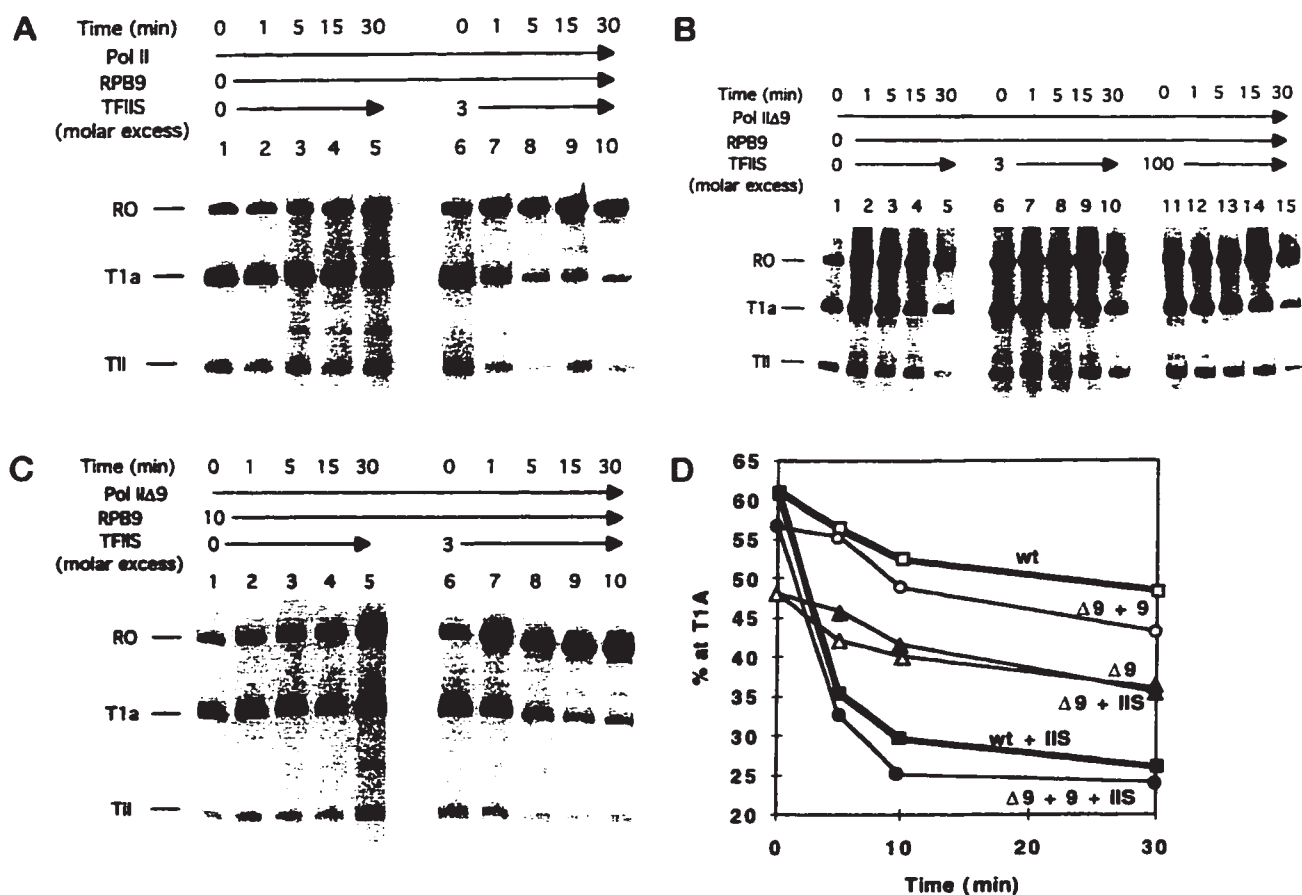 A
Time (min) 0 1 5 15 30 0 1 5 15 30
Pol II
RPB9 0
TFIIS 0 3
(molar excess)
1 2 3 4 5 6 7 8 9 10
RO
T1a
TII
B
Time (min) 0 1 5 15 30 0 1 5 15 30 0 1 5 15 30
Pol IIΔ9
RPB9 0
TFIIS 0 3 100
(molar excess)
1 2 3 4 5 6 7 8 9 10 11 12 13 14 15
RO
T1a
TII
C
Time (min) 0 1 5 15 30 0 1 5 15 30
Pol IIΔ9
RPB9 10
TFIIS 0 3
(molar excess)
1 2 3 4 5 6 7 8 9 10
RO
T1a
TII
D
65
60
55
50
45
40
35
30
25
20
% at T1A
wt
Δ9 + 9
Δ9
Δ9 + IIS
wt + IIS
Δ9 + 9 + IIS
0 10 20 30
Time (min)